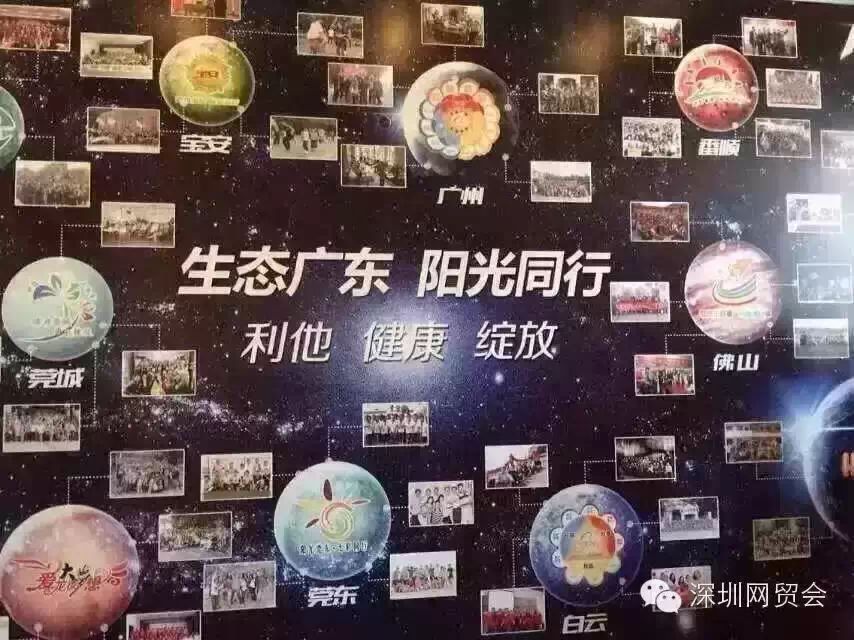 宝安
广州
番顺
生态广东 阳光同行
利他 健康 绽放
莞城
佛山
莞东
白云
深圳网贸会